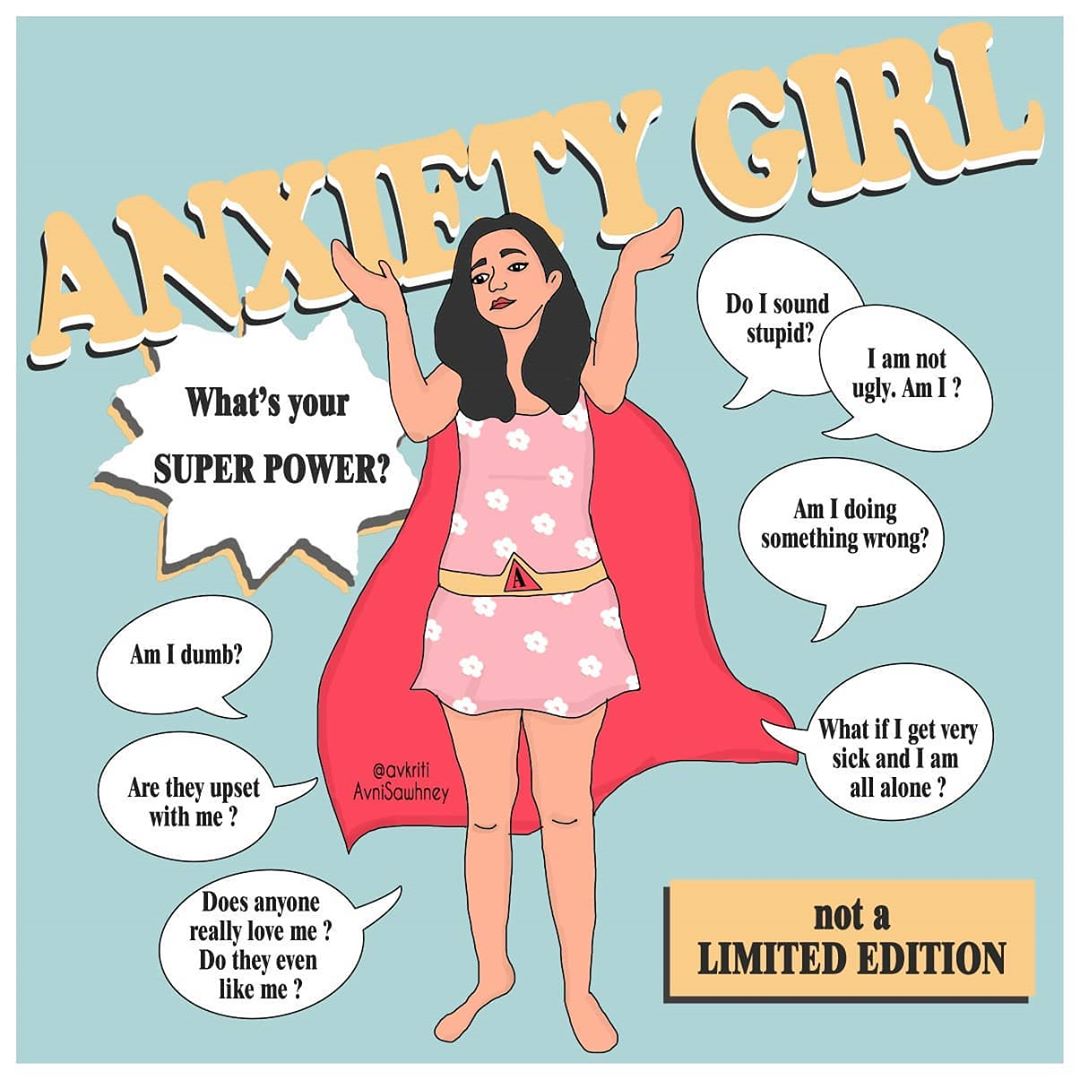 ANXIETY GIRL
What's your
SUPER POWER?
Do I sound
stupid?
I am not
ugly. Am I ?
Am I doing
something wrong?
What if I get very
sick and I am
all alone ?
Am I dumb?
Are they upset
with me ?
Does anyone
really love me ?
Do they even
like me ?
A
@avkriti
AvniSawhney
not a
LIMITED EDITION